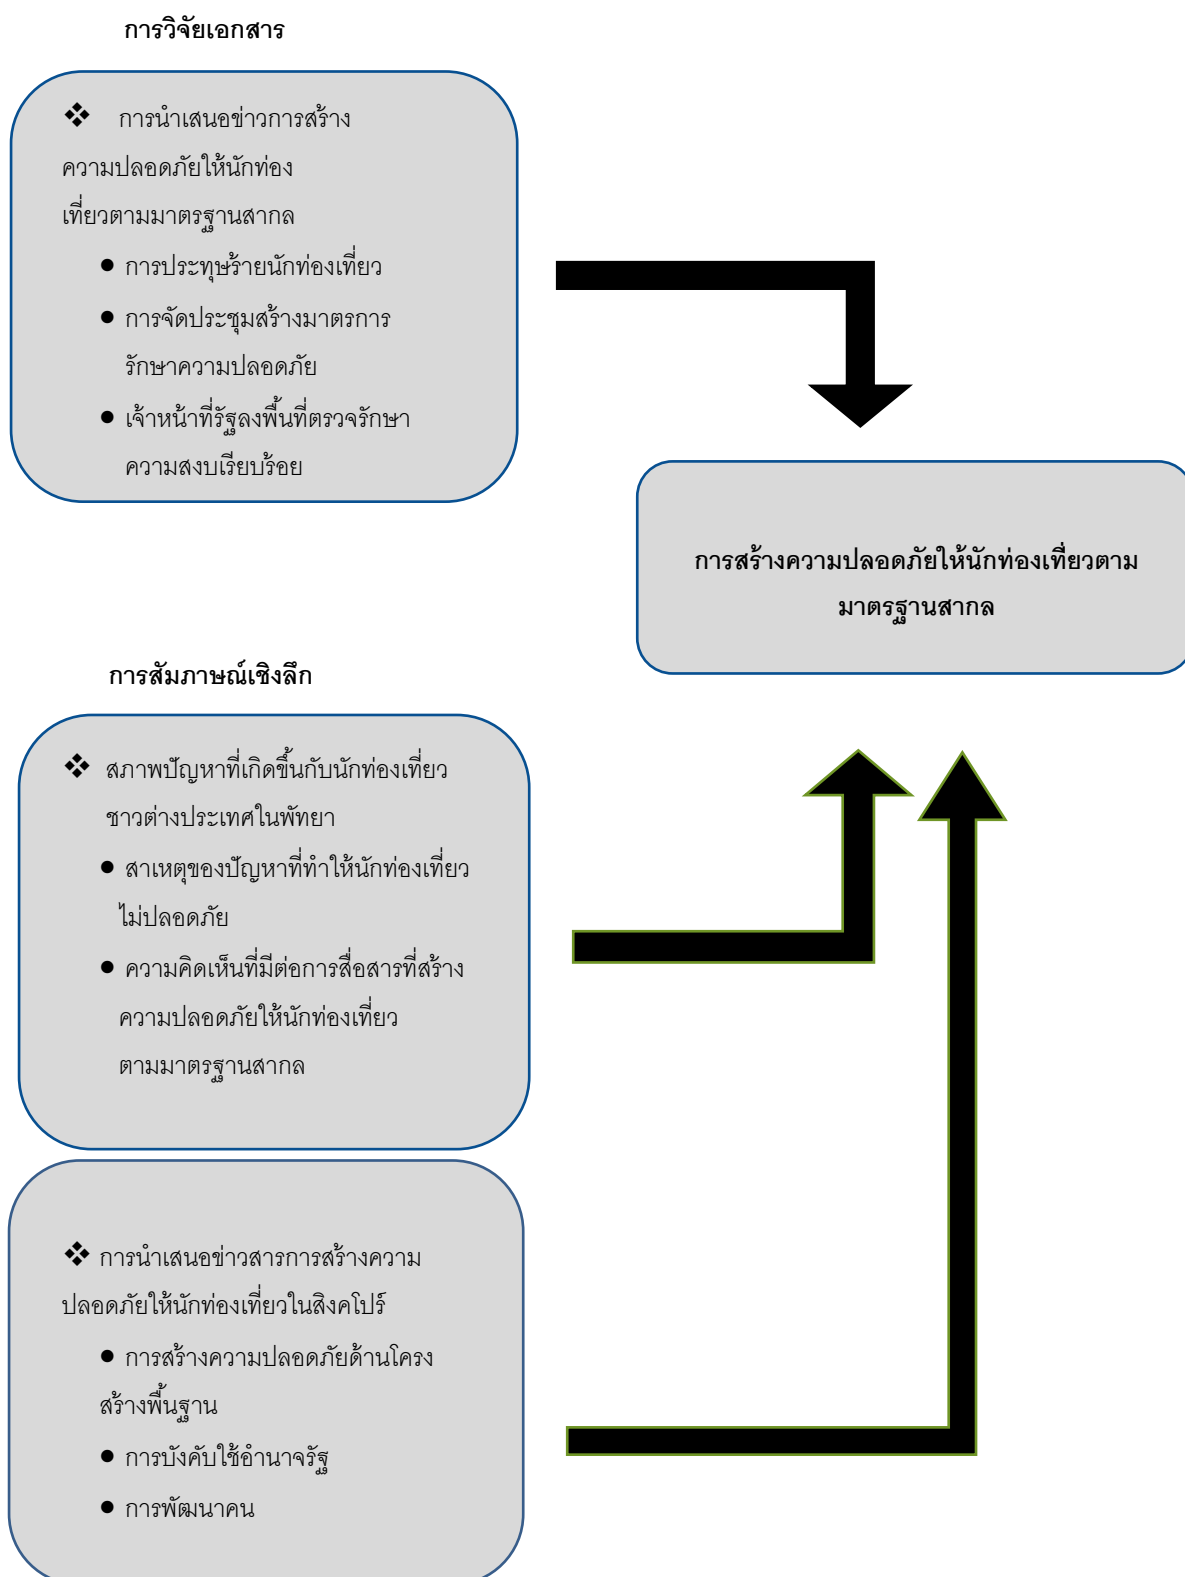 การวิจัยเอกสาร
❖ การนำเสนอข่าวการสร้าง
ความปลอดภัยให้นักท่อง
เที่ยวตามมาตรฐานสากล
● การประทุษร้ายนักท่องเที่ยว
● การจัดประชุมสร้างมาตรการ
รักษาความปลอดภัย
● เจ้าหน้าที่รัฐลงพื้นที่ตรวจรักษา
ความสงบเรียบร้อย
การสร้างความปลอดภัยให้นักท่องเที่ยวตาม
มาตรฐานสากล
การสัมภาษณ์เชิงลึก
❖ สภาพปัญหาที่เกิดขึ้นกับนักท่องเที่ยว
ชาวต่างประเทศในพัทยา
● สาเหตุของปัญหาที่ทำให้นักท่องเที่ยว
ไม่ปลอดภัย
● ความคิดเห็นที่มีต่อการสื่อสารที่สร้าง
ความปลอดภัยให้นักท่องเที่ยว
ตามมาตรฐานสากล
❖ การนำเสนอข่าวสารการสร้างความ
ปลอดภัยให้นักท่องเที่ยวในสิงคโปร์
● การสร้างความปลอดภัยด้านโครง
สร้างพื้นฐาน
● การบังคับใช้อำนาจรัฐ
● การพัฒนาคน